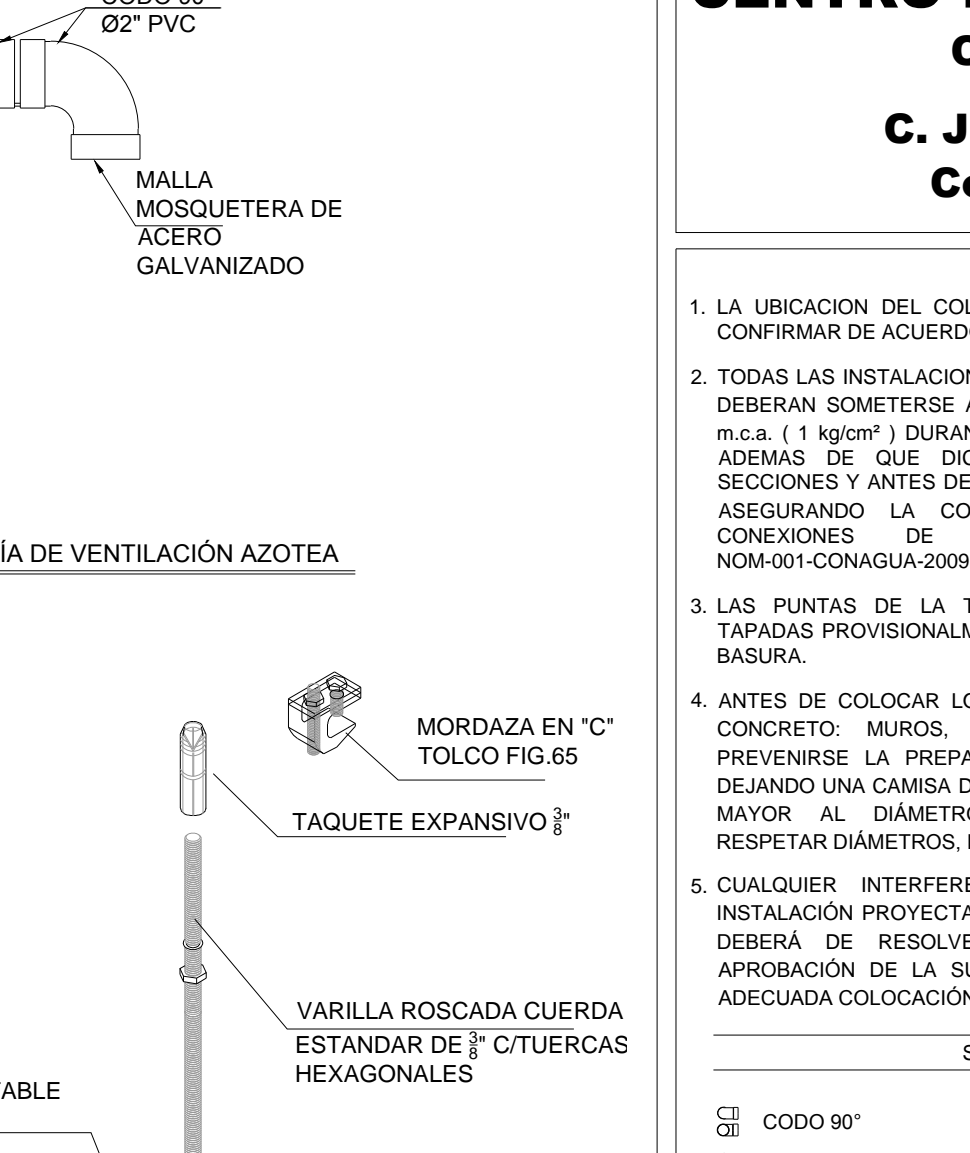 Ø2" PVC
MALLA
MOSQUETERA DE
ACERO
GALVANIZADO
ÍA DE VENTILACIÓN AZOTEA
MORDAZA EN "C"
TOLCO FIG.65
TAQUETE EXPANSIVO 3/8"
VARILLA ROSCADA CUERDA
ESTANDAR DE 3/8" C/TUERCAS
HEXAGONALES
TABLE
C. J
1. LA UBICACION DEL COL
CONFIRMAR DE ACUERDO
2. TODAS LAS INSTALACION
DEBERAN SOMETERSE A
m.c.a. ( 1 kg/cm² ) DURAN
ADEMAS DE QUE DIC
SECCIONES Y ANTES DE
ASEGURANDO LA CO
CONEXIONES DE
NOM-001-CONAGUA-2009
3. LAS PUNTAS DE LA T
TAPADAS PROVISIONALM
BASURA.
4. ANTES DE COLOCAR LO
CONCRETO: MUROS,
PREVENIRSE LA PREPA
DEJANDO UNA CAMISA D
MAYOR AL DIÁMETRO
RESPETAR DIÁMETROS,
5. CUALQUIER INTERFERE
INSTALACIÓN PROYECTA
DEBERÁ DE RESOLVE
APROBACIÓN DE LA SU
ADECUADA COLOCACIÓN
S
CODO 90°